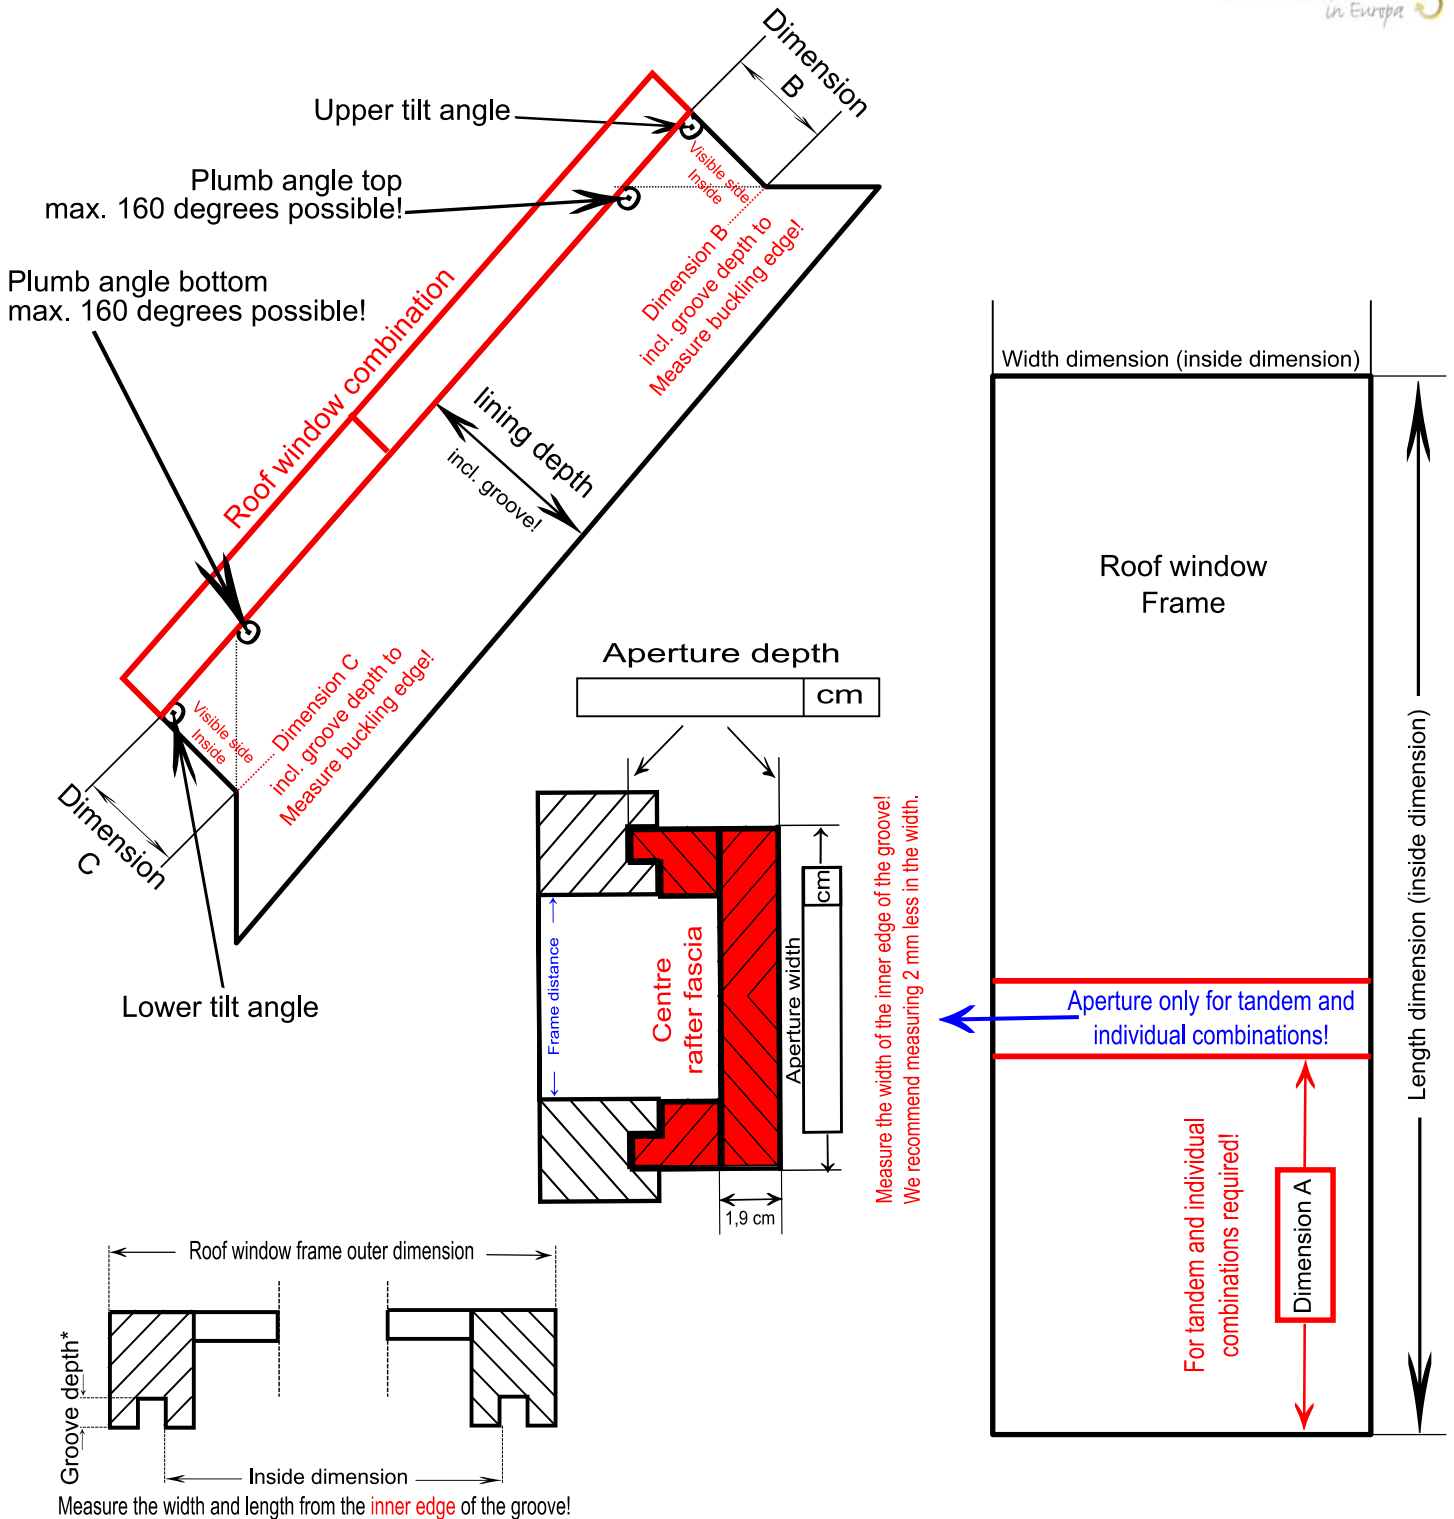 in Europa
Dimension
B
Upper tilt angle
Plumb angle top
max. 160 degrees possible!
Visible side
Inside
Plumb angle bottom
max. 160 degrees possible!
Dimension B
incl. groove depth to
Measure buckling edge!
Roof window combination
lining depth
incl. groove!
Width dimension (inside dimension)
Roof window
Frame
Length dimension (inside dimension)
Visible side
Inside
Dimension C
incl. groove depth to
Measure buckling edge!
Dimension
C
Lower tilt angle
Aperture depth
cm
Frame distance
Centre
rafter fascia
Aperture width
cm
1,9 cm
Measure the width of the inner edge of the groove!
We recommend measuring 2 mm less in the width.
Aperture only for tandem and
individual combinations!
For tandem and individual
combinations required!
Dimension A
Roof window frame outer dimension
Groove depth*
Inside dimension
Measure the width and length from the inner edge of the groove!